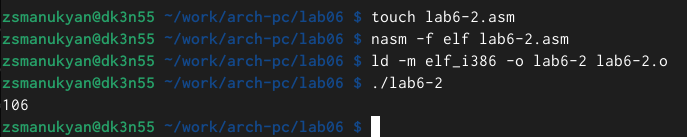 zsmanukyan@dk3n55 ~/work/arch-pc/lab06 $ touch lab6-2.asm
zsmanukyan@dk3n55 ~/work/arch-pc/lab06 $ nasm -f elf lab6-2.asm
zsmanukyan@dk3n55 ~/work/arch-pc/lab06 $ ld -m elf_i386 -o lab6-2 lab6-2.o
zsmanukyan@dk3n55 ~/work/arch-pc/lab06 $ ./lab6-2
106
zsmanukyan@dk3n55 ~/work/arch-pc/lab06 $